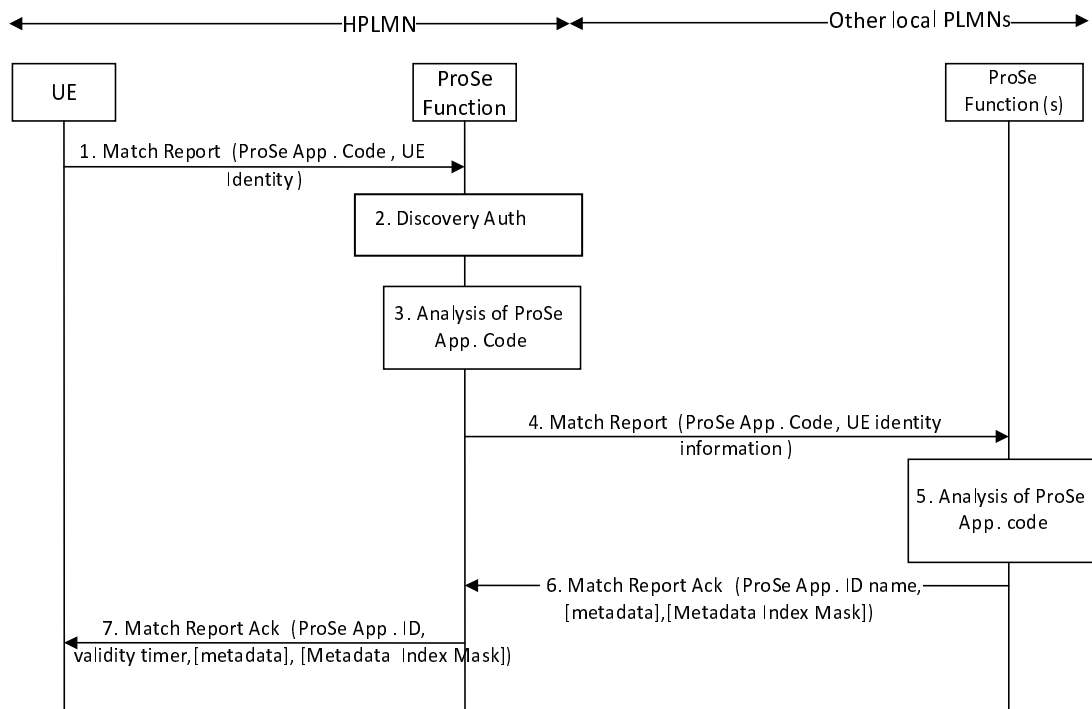 HPLMN
Other local PLMNs
UE
ProSe
Function
ProSe
Function (s)
1. Match Report (ProSe App . Code , UE
Identity )
2. Discovery Auth
3. Analysis of ProSe
App. Code
4. Match Report (ProSe App . Code , UE identity
information )
5. Analysis of ProSe
App. code
6. Match Report Ack (ProSe App . ID name,
[metadata],[Metadata Index Mask])
7. Match Report Ack (ProSe App . ID,
validity timer,[metadata], [Metadata Index Mask])